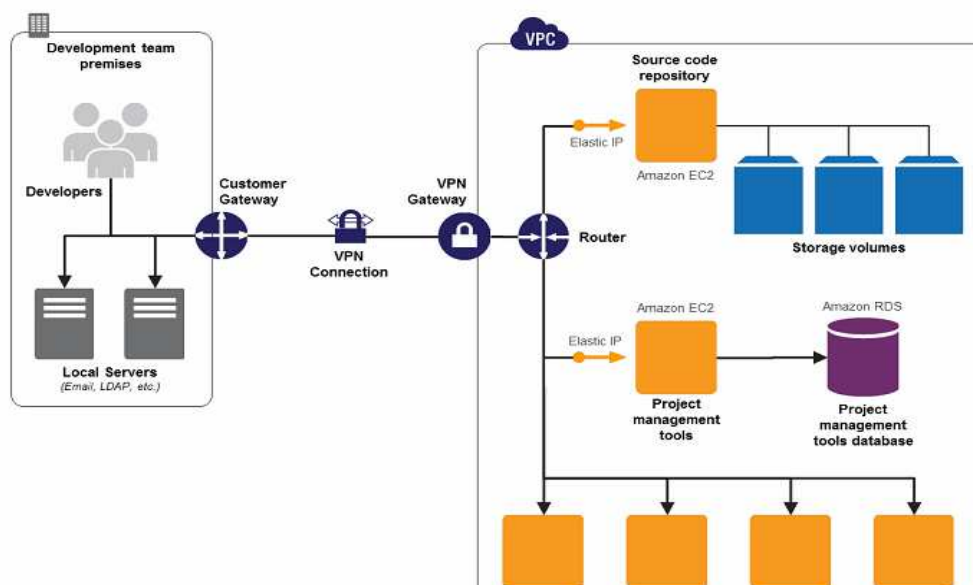 Development team
premises
Developers
Local Servers
(Email, LDAP, etc.)
Customer
Gateway
VPN
Connection
VPN
Gateway
VPC
Router
Source code
repository
Elastic IP
Amazon EC2
Storage volumes
Amazon EC2
Elastic IP
Project
management
tools
Amazon RDS
Project
management
tools database